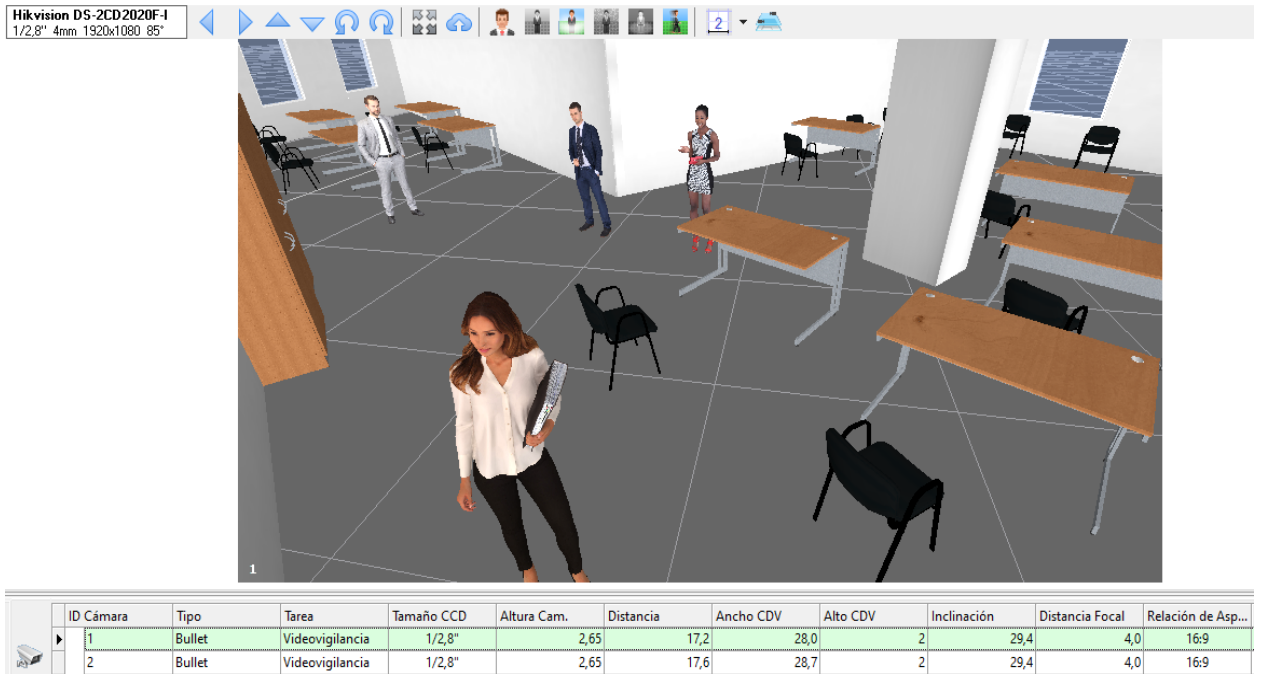 Hikvision DS-2CD2020F-I
1/2,8" 4mm 1920x1080 85°
2
1
ID Cámara Tipo Tarea Tamaño CCD Altura Cam. Distancia Ancho CDV Alto CDV Inclinación Distancia Focal Relación de Asp...
1 Bullet Videovigilancia 1/2,8" 2,65 17,2 28,0 2 29,4 4,0 16:9
2 Bullet Videovigilancia 1/2,8" 2,65 17,6 28,7 2 29,4 4,0 16:9